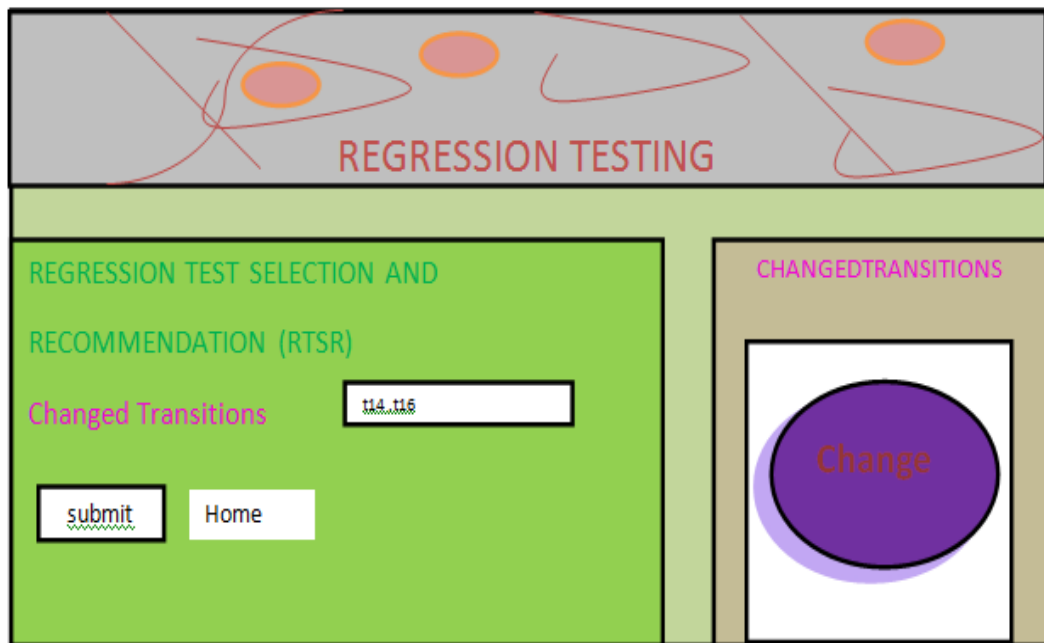 REGRESSION TESTING
REGRESSION TEST SELECTION AND
RECOMMENDATION (RTSR)
Changed Transitions
t14 ,t16
submit
Home
CHANGEDTRANSITIONS
Change